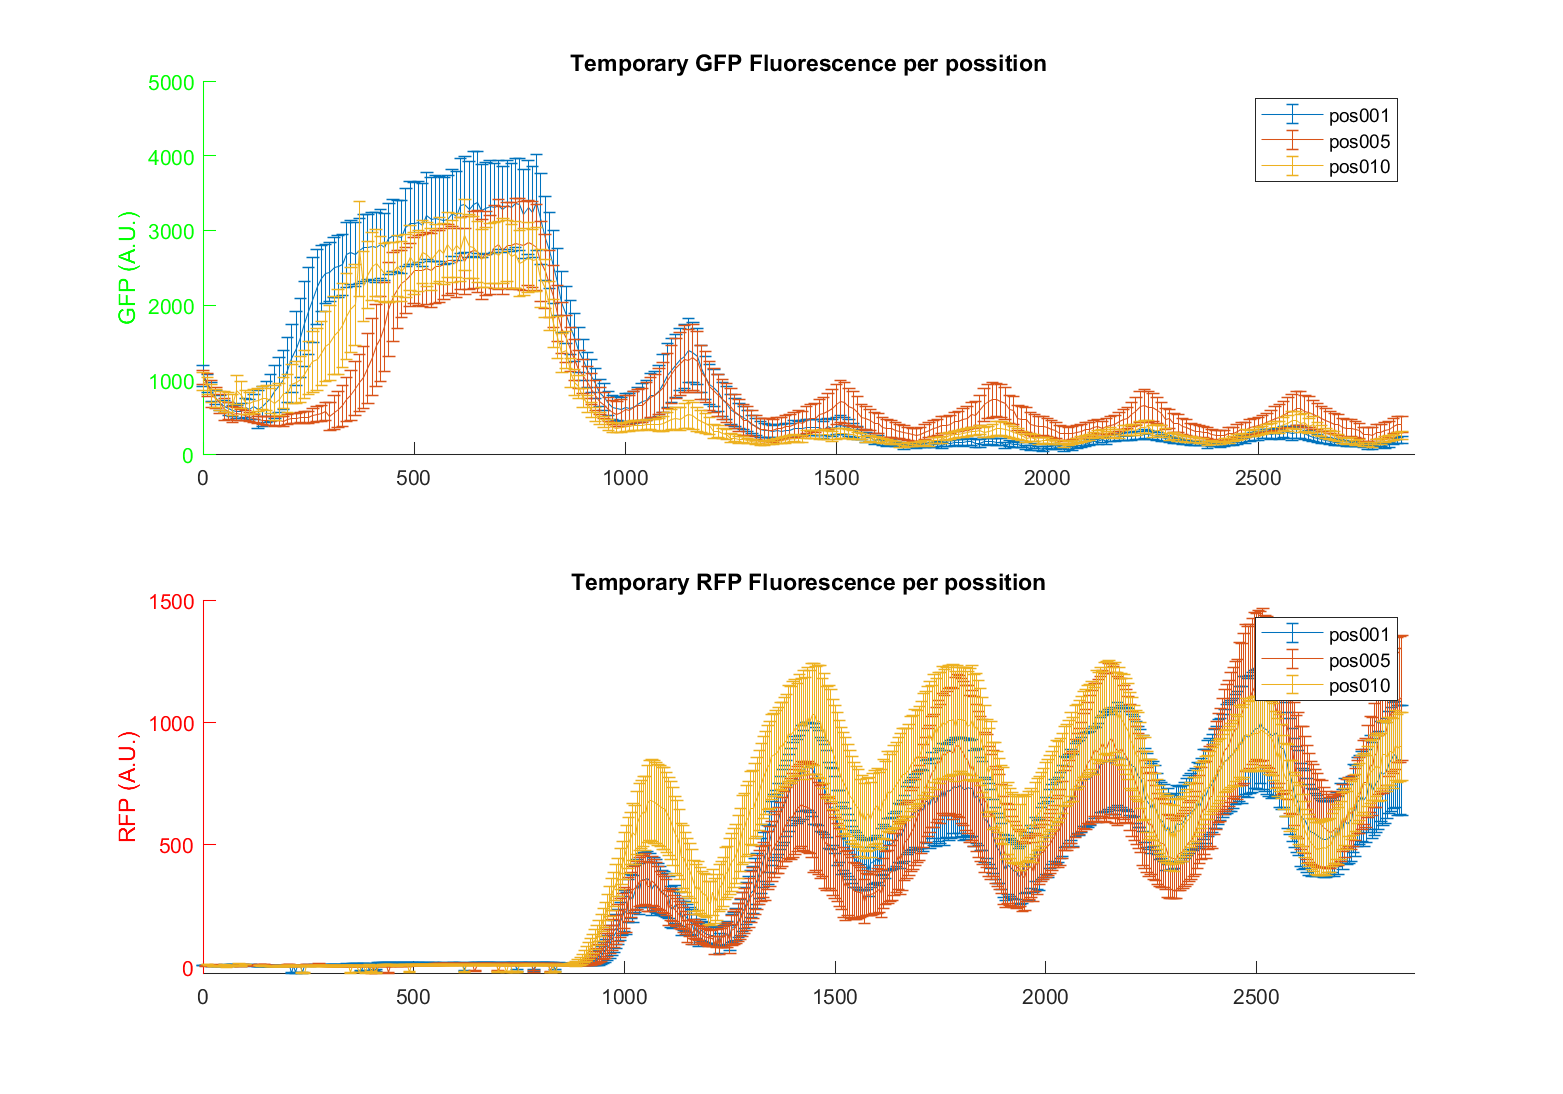 Temporary GFP Fluorescence per possition
5000
4000
3000
2000
1000
0
GFP (A.U.)
pos001
pos005
pos010
0 500 1000 1500 2000 2500
Temporary RFP Fluorescence per possition
1500
1000
500
0
RFP (A.U.)
pos001
pos005
pos010
0 500 1000 1500 2000 2500